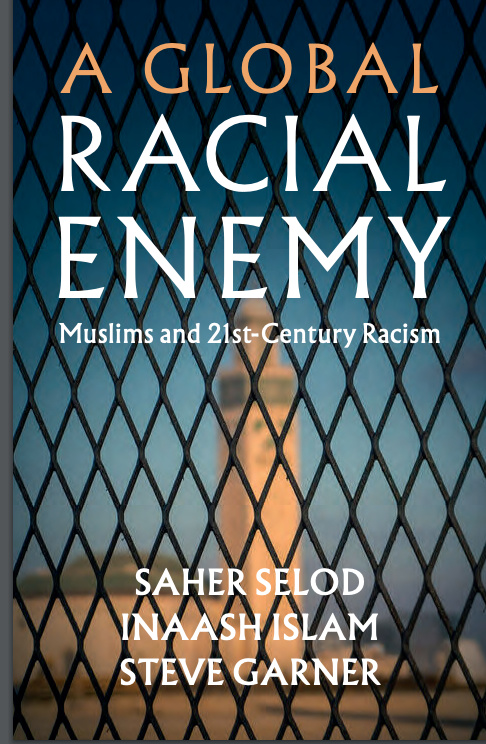 A GLOBAL
RACIAL
ENEMY
Muslims and 21st-Century Racism
SAHER SELOD
INAASH ISLAM
STEVE GARNER